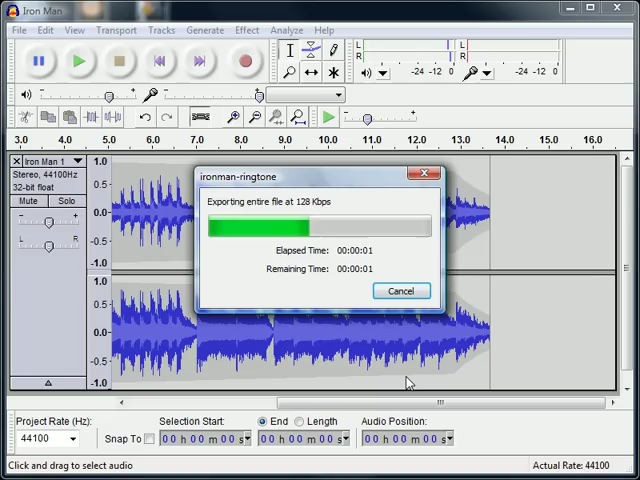 Iron Man
File Edit View Transport Tracks Generate Effect Analyze Help
L
R
-24 -12 0
L
R
-24 -12 0
- +
- +
- +
3.0 4.0 5.0 6.0 7.0 8.0 9.0 10.0 11.0 12.0 13.0 14.0 15.0 16.0
Iron Man 1
Stereo, 44100Hz
32-bit float
Mute Solo
- +
L R
1.0
0.5
0.0
-0.5
-1.0
1.0
0.5
0.0
-0.5
-1.0
ironman-ringtone
Exporting entire file at 128 Kbps
Elapsed Time: 00:00:01
Remaining Time: 00:00:01
Cancel
Project Rate (Hz): Selection Start: End Length Audio Position:
44100 Snap To 00 h 00 m 00 s 00 h 00 m 00 s 00 h 00 m 00 s
Click and drag to select audio Actual Rate: 44100